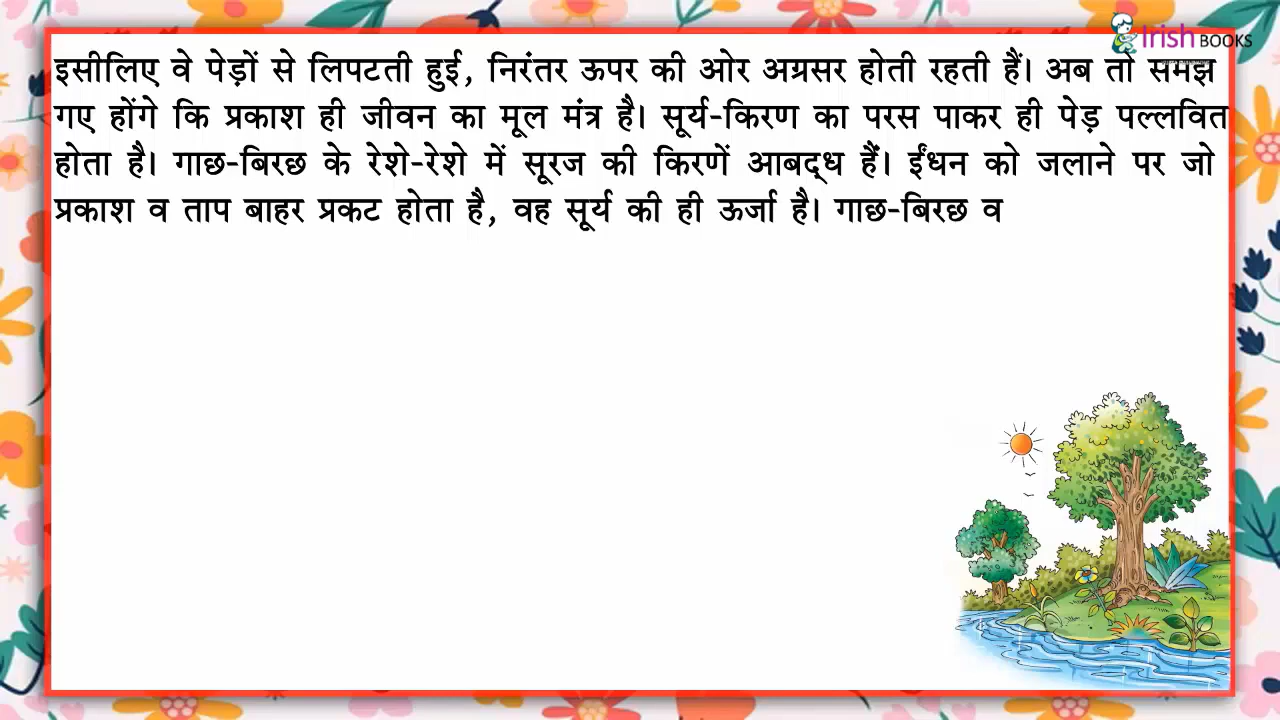 Irish BOOKS
इसीलिए वे पेड़ों से लिपटती हुई, निरंतर ऊपर की ओर अग्रसर होती रहती हैं। अब तो समझ
गए होंगे कि प्रकाश ही जीवन का मूल मंत्र है। सूर्य-किरण का परस पाकर ही पेड़ पल्लवित
होता है। गाछ-बिरछ के रेशे-रेशे में सूरज की किरणें आबद्ध हैं। ईंधन को जलाने पर जो
प्रकाश व ताप बाहर प्रकट होता है, वह सूर्य की ही ऊर्जा है। गाछ-बिरछ व